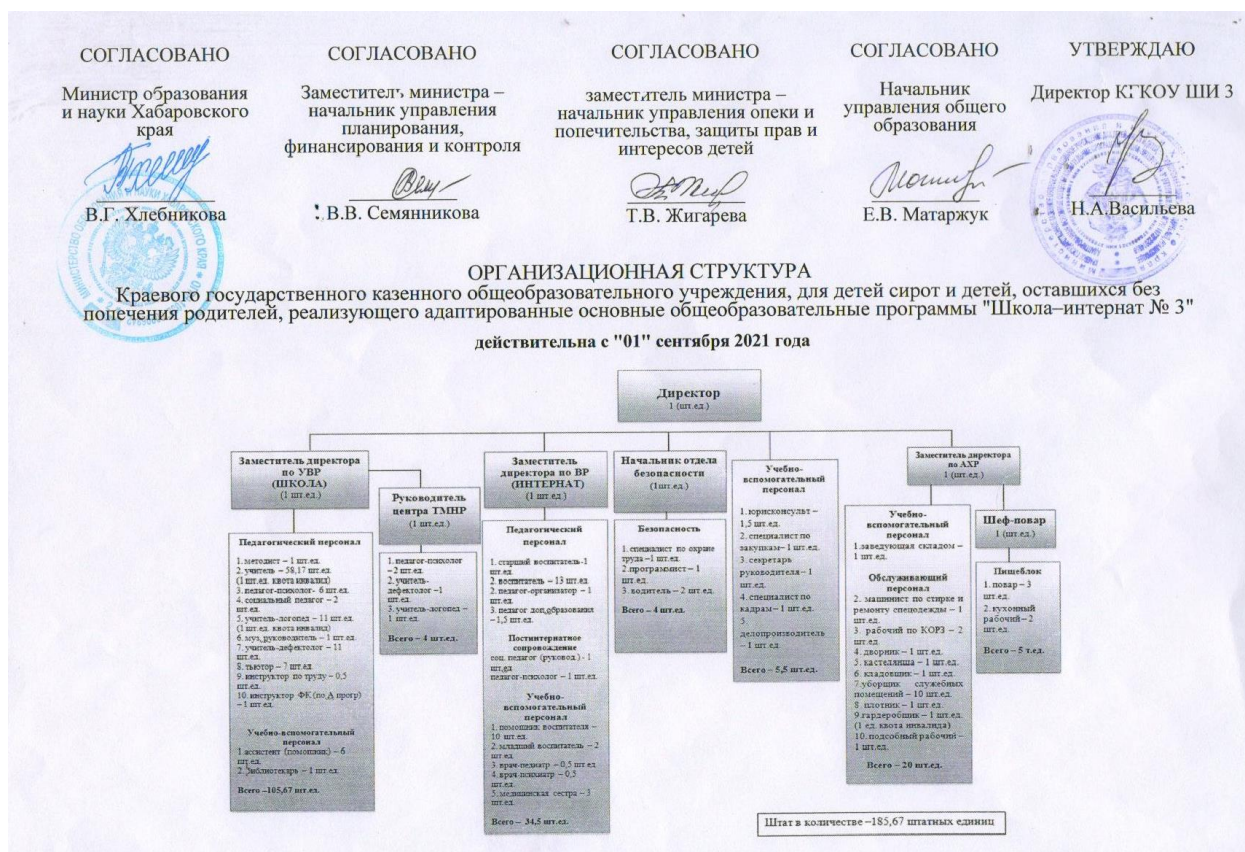 СОГЛАСОВАНО
Министр образования
и науки Хабаровского
края
В.Г. Хлебникова
СОГЛАСОВАНО
Заместитель министра –
начальник управления
планирования,
финансирования и контроля
В.В. Семянникова
СОГЛАСОВАНО
заместитель министра –
начальник управления опеки и
попечительства, защиты прав и
интересов детей
Т.В. Жигарева
СОГЛАСОВАНО
Начальник
управления общего
образования
Е.В. Матаржук
УТВЕРЖДАЮ
Директор КГКОУ ШИ 3
Н.А.Васильева
ОРГАНИЗАЦИОННАЯ СТРУКТУРА
Краевого государственного казенного общеобразовательного учреждения, для детей сирот и детей, оставшихся без
попечения родителей, реализующего адаптированные основные общеобразовательные программы "Школа–интернат № 3"
действительна с "01" сентября 2021 года
Директор
1 (шт.ед.)
Заместитель директора
по УВР
(ШКОЛА)
(1 шт.ед.)
Педагогический персонал
1. методист – 1 шт.ед.
2. учитель – 58,17 шт.ед.
(1 шт.ед. квота инвалид)
3. педагог-психолог- 6 шт.ед.
4. социальный педагог – 2
шт.ед.
5. учитель-логопед – 11 шт.ед.
(1 шт.ед. квота инвалид)
6. муз.руководитель – 1 шт.ед.
7. учитель-дефектолог – 11
шт.ед.
8. тьютор – 7 шт.ед.
9. инструктор по труду – 0,5
шт.ед.
10. инструктор ФК (по А прогр)
– 1 шт.ед.
Учебно-вспомогательный
персонал
1 ассистент (помощник) – 6
шт.ед.
2. библиотекарь – 1 шт.ед.
Всего –105,67 шт.ед.
Руководитель
центра ТМНР
(1 шт.ед.)
1. педагог-психолог
– 2 шт.ед.
2. учитель-
дефектолог –1
шт.ед.
3. учитель-логопед –
1 шт.ед.
Всего – 4 шт.ед.
Заместитель
директора по ВР
(ИНТЕРНАТ)
(1 шт.ед.)
Педагогический
персонал
1. старший воспитатель-1
шт.ед.
2. воспитатель – 13 шт.ед.
2. педагог-организатор – 1
шт.ед.
3. педагог доп.образования
–1,5 шт.ед.
Постинтернатное
сопровождение
соц. педагог (руковод.)- 1
шт.ед
педагог-психолог – 1 шт.ед.
Учебно-
вспомогательный
персонал
1. помощник воспитателя –
10 шт.ед.
2. младший воспитатель – 2
шт.ед.
3. врач-педиатр – 0,5 шт.ед
4. врач-психиатр – 0,5
шт.ед.
5. медицинская сестра – 3
шт.ед.
Всего – 34,5 шт.ед.
Начальник отдела
безопасности
(1шт.ед.)
Безопасность
1. специалист по охране
труда –1 шт.ед.
2.програмист – 1 шт.ед.
3. водитель – 2 шт.ед.
Всего – 4 шт.ед.
Учебно-
вспомогательный
персонал
1. юрисконсульт –
1,5 шт.ед.
2. специалист по
закупкам– 1 шт.ед.
3. секретарь
руководителя– 1
шт.ед.
4. специалист по
кадрам– 1 шт.ед.
5.
делопроизводитель
– 1 шт.ед.
Всего – 5,5 шт.ед.
Заместитель директора
по АХР
1 (шт.ед.)
Учебно-
вспомогательный
персонал
1.заведующая складом –
1 шт.ед.
Обслуживающий
персонал
2. машинист по стирке и
ремонту спецодежды – 1
шт.ед.
3. рабочий по КОРЗ – 2
шт.ед.
4. дворник – 1 шт.ед.
5. кастелянша – 1 шт.ед.
6. кладовщик – 1 шт.ед.
7.уборщик служебных
помещений – 10 шт.ед.
8. плотник – 1 шт.ед.
9.гардеробщик – 1 шт.ед.
(1 ед. квота инвалида)
10. подсобный рабочий –
1 шт.ед.
Всего – 20 шт.ед.
Шеф-повар
1 (шт.ед.)
Пищеблок
1. повар – 3
шт.ед.
2. кухонный
рабочий– 2
шт.ед.
Всего – 5 т.ед.
Штат в количестве –185,67 штатных единиц